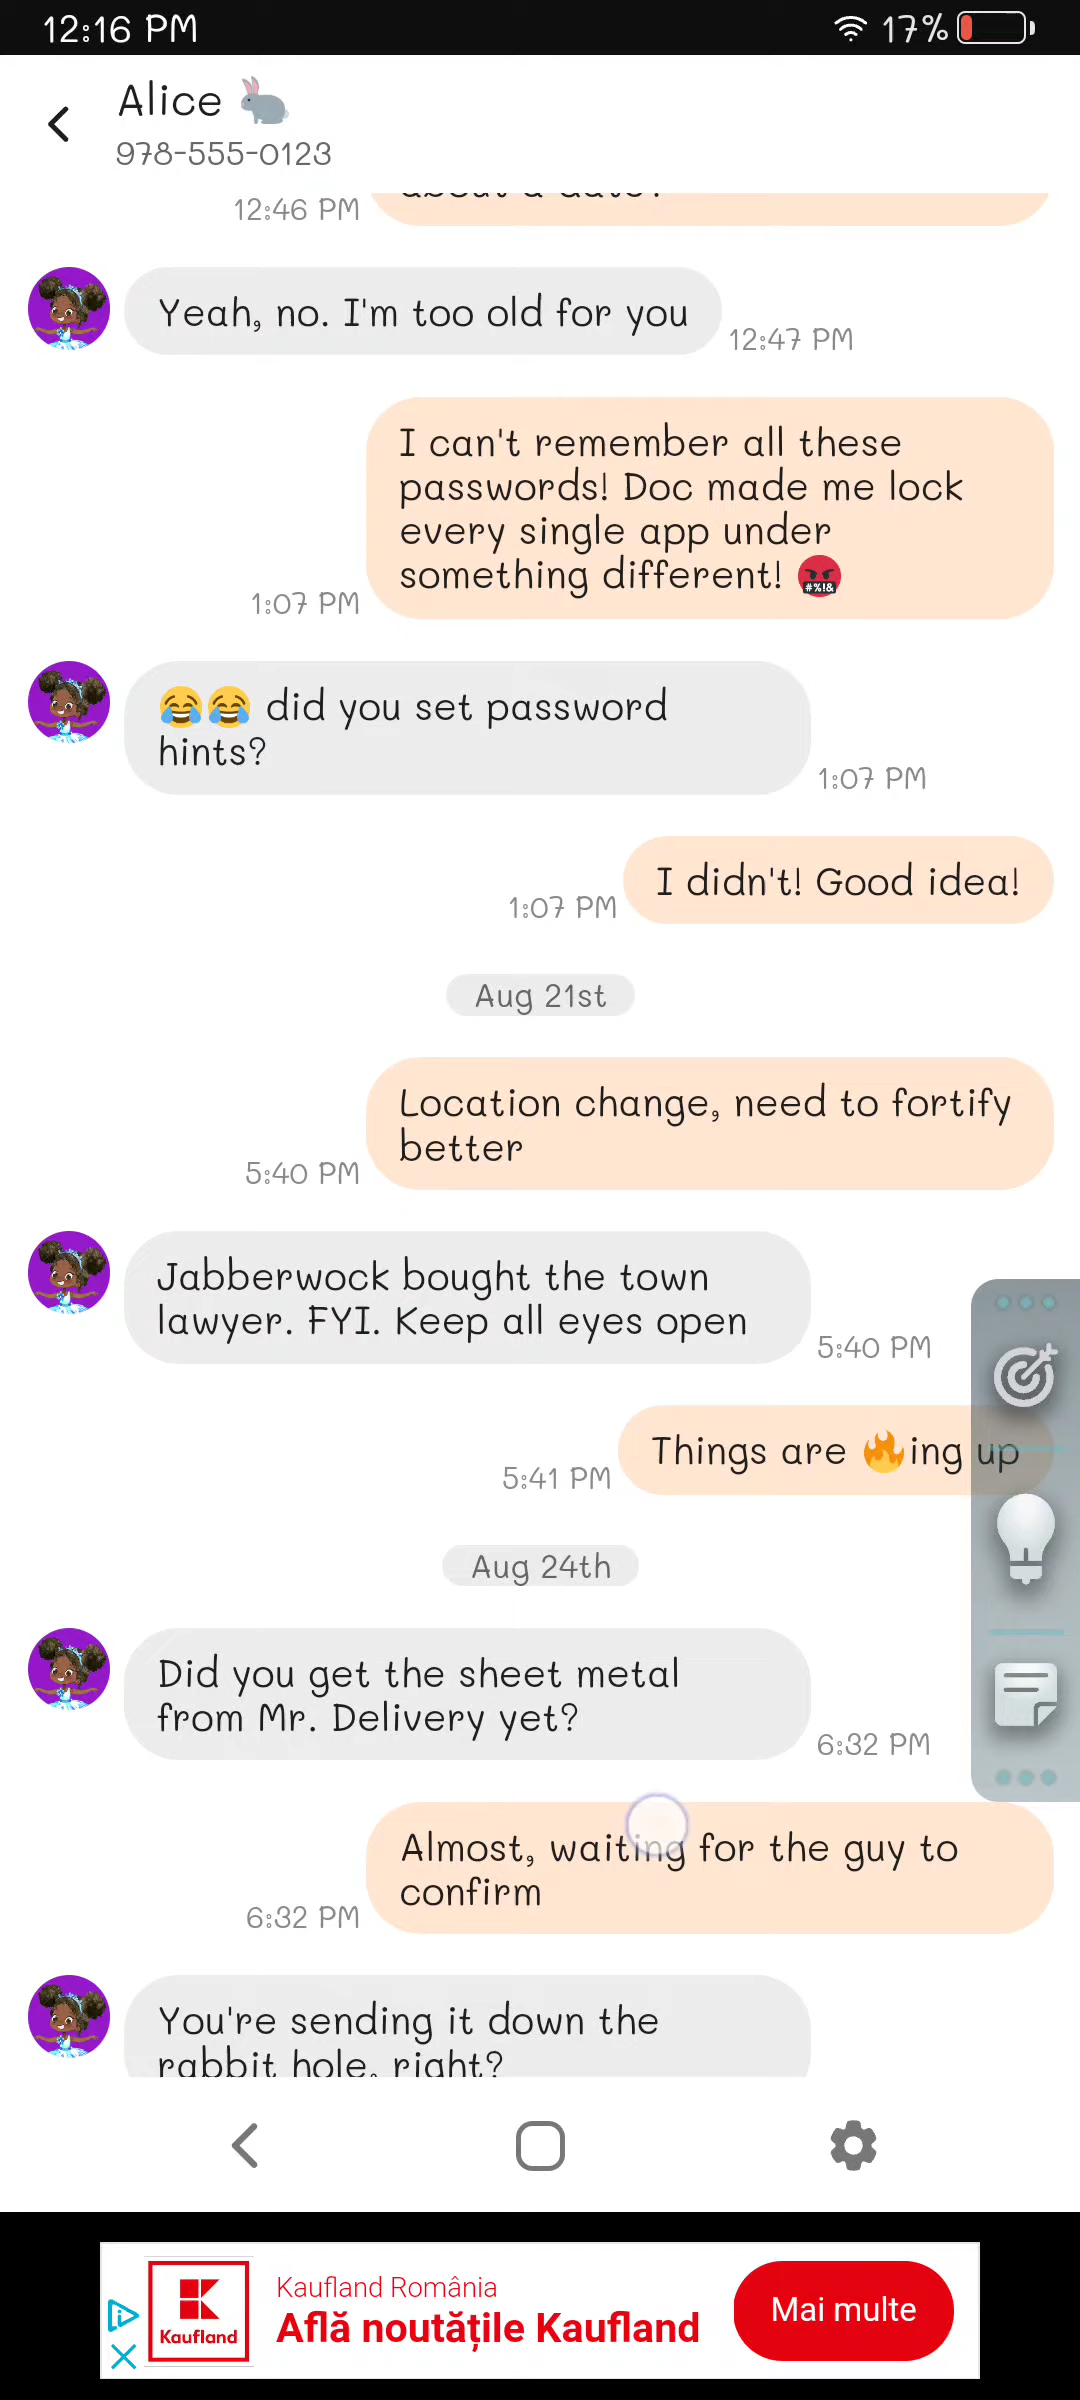 12:16 PM
17%
Alice
978-555-0123
12:46 PM
Yeah, no. I'm too old for you
12:47 PM
I can't remember all these
passwords! Doc made me lock
every single app under
something different!
1:07 PM
did you set password
hints?
1:07 PM
I didn't! Good idea!
1:07 PM
Aug 21st
Location change, need to fortify
better
5:40 PM
Jabberwock bought the town
lawyer. FYI. Keep all eyes open
5:40 PM
Things are 🔥ing up
5:41 PM
Aug 24th
Did you get the sheet metal
from Mr. Delivery yet?
6:32 PM
Almost, waiting for the guy to
confirm
6:32 PM
You're sending it down the
rabbit hole, right?
Kaufland
Kaufland România
Află noutățile Kaufland
Mai multe